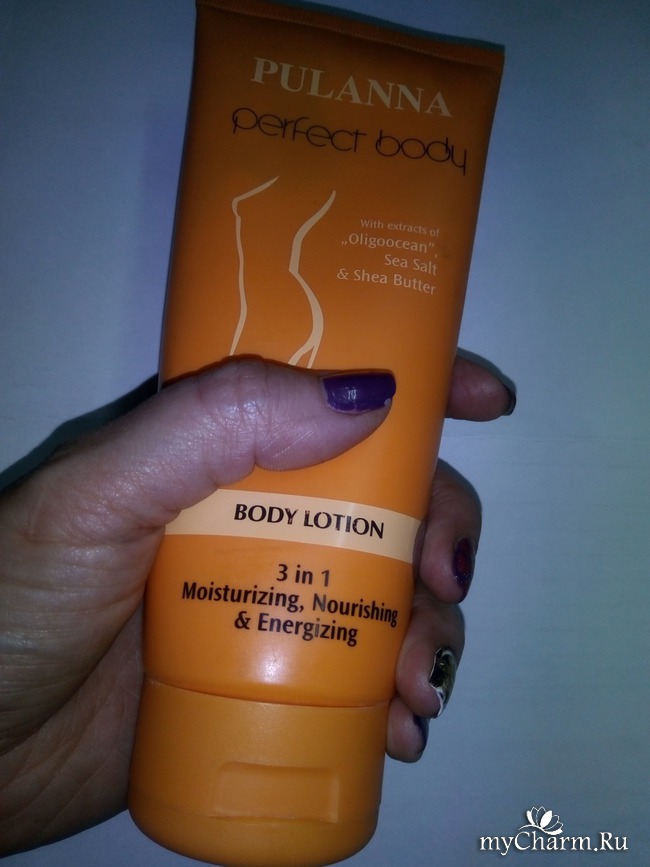 PULANNA
perfect body
With extracts of
„Oligoocean”,
Sea Salt
& Shea Butter
BODY LOTION
3 in 1
Moisturizing, Nourishing
& Energizing
myCharm.Ru